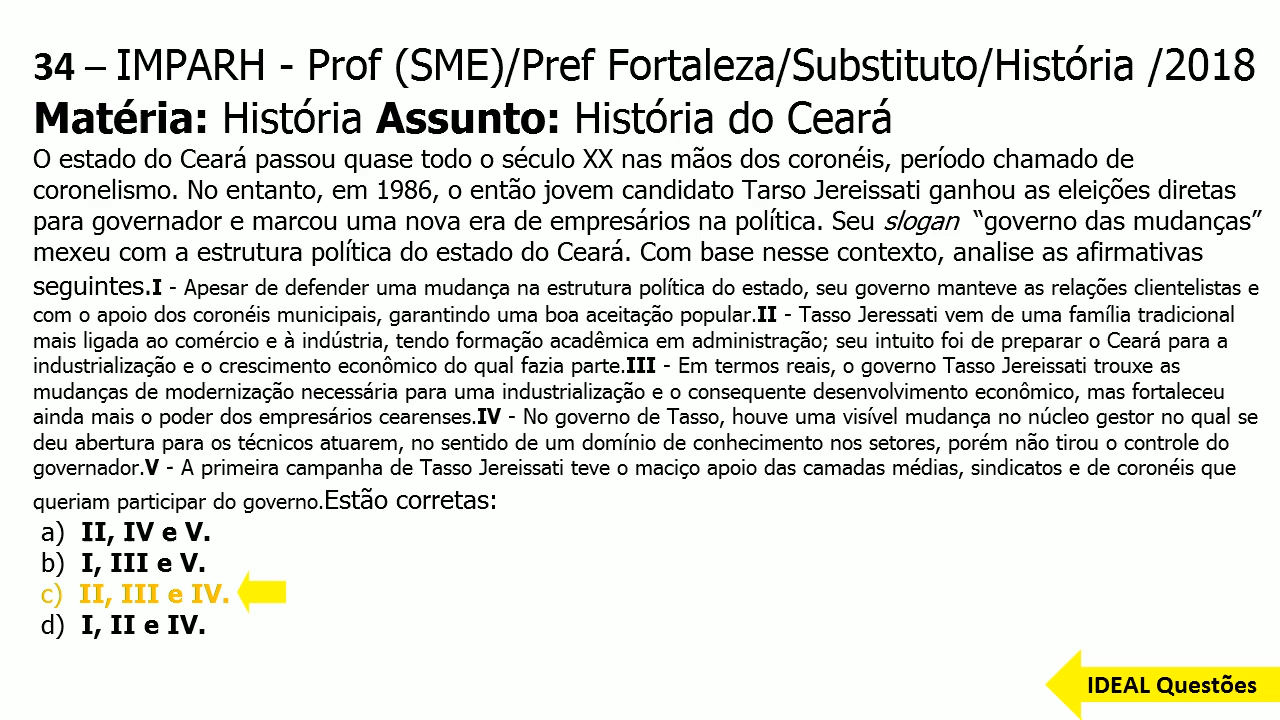 34 – IMPARH - Prof (SME)/Pref Fortaleza/Substituto/História /2018
Matéria: História Assunto: História do Ceará
O estado do Ceará passou quase todo o século XX nas mãos dos coronéis, período chamado de
coronelismo. No entanto, em 1986, o então jovem candidato Tarso Jereissati ganhou as eleições diretas
para governador e marcou uma nova era de empresários na política. Seu slogan “governo das mudanças”
mexeu com a estrutura política do estado do Ceará. Com base nesse contexto, analise as afirmativas
seguintes.I - Apesar de defender uma mudança na estrutura política do estado, seu governo manteve as relações clientelistas e
com o apoio dos coronéis municipais, garantindo uma boa aceitação popular.II - Tasso Jeressati vem de uma família tradicional
mais ligada ao comércio e à indústria, tendo formação acadêmica em administração; seu intuito foi de preparar o Ceará para a
industrialização e o crescimento econômico do qual fazia parte.III - Em termos reais, o governo Tasso Jereissati trouxe as
mudanças de modernização necessária para uma industrialização e o consequente desenvolvimento econômico, mas fortaleceu
ainda mais o poder dos empresários cearenses.IV - No governo de Tasso, houve uma visível mudança no núcleo gestor no qual se
deu abertura para os técnicos atuarem, no sentido de um domínio de conhecimento nos setores, porém não tirou o controle do
governador.V - A primeira campanha de Tasso Jereissati teve o maciço apoio das camadas médias, sindicatos e de coronéis que
queriam participar do governo.Estão corretas:
a) II, IV e V.
b) I, III e V.
c) II, III e IV.
d) I, II e IV.
IDEAL Questões